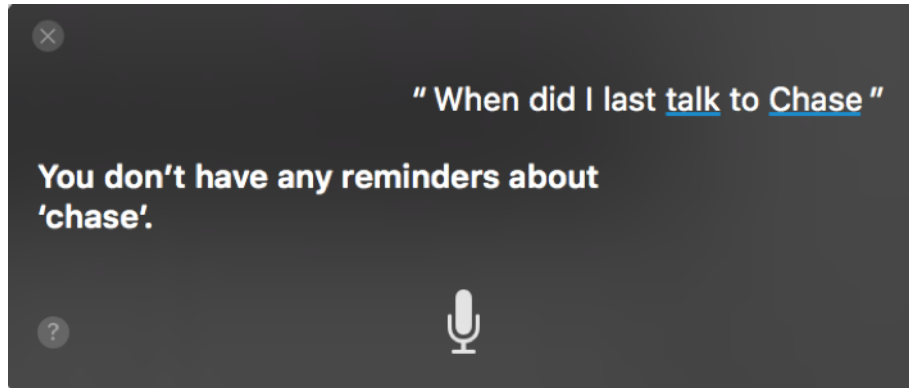 “ When did I last talk to Chase ”
You don’t have any reminders about
‘chase’.
?